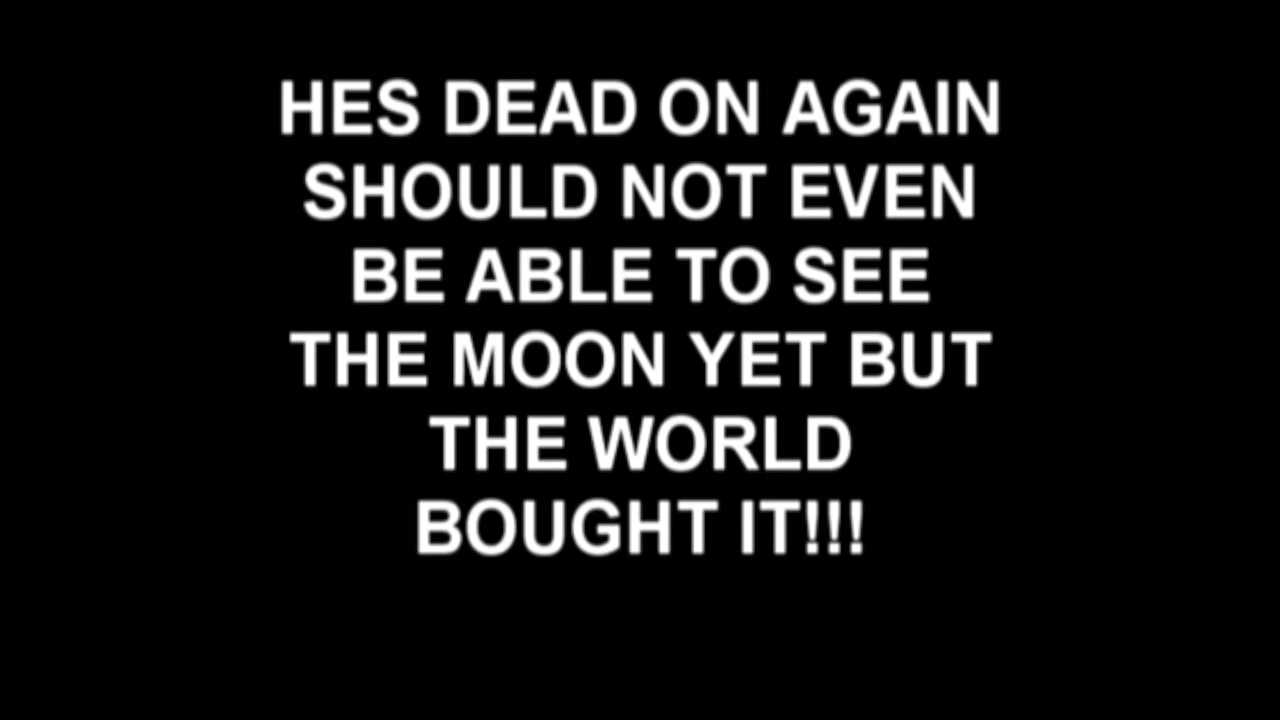 HES DEAD ON AGAIN
SHOULD NOT EVEN
BE ABLE TO SEE
THE MOON YET BUT
THE WORLD
BOUGHT IT!!!